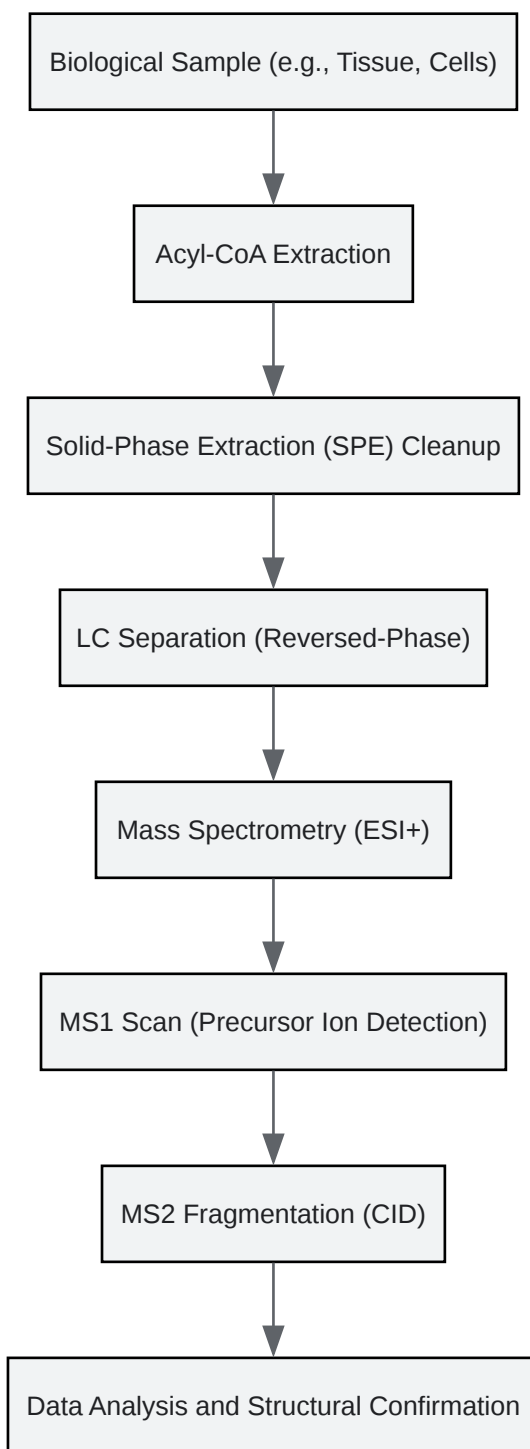 Biological Sample (e.g., Tissue, Cells)
Acyl-CoA Extraction
Solid-Phase Extraction (SPE) Cleanup
LC Separation (Reversed-Phase)
Mass Spectrometry (ESI+)
MS1 Scan (Precursor Ion Detection)
MS2 Fragmentation (CID)
Data Analysis and Structural Confirmation